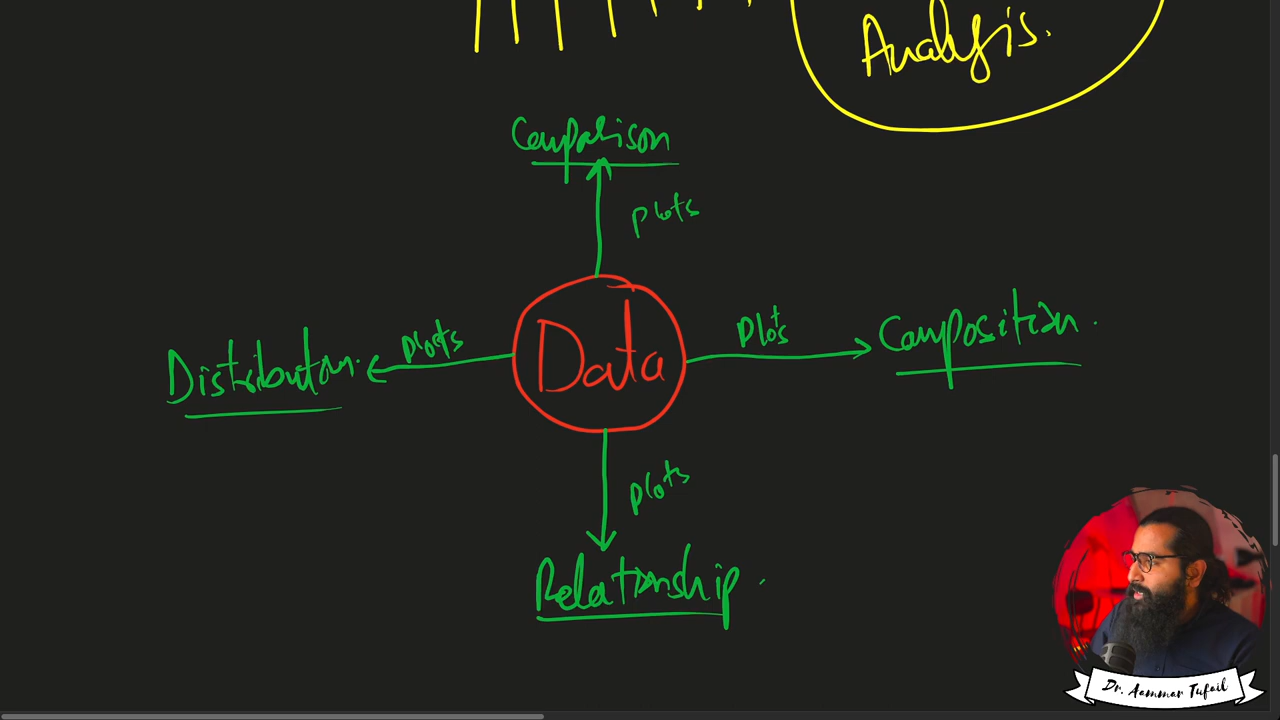 Analysis.
Comparison
plots
Data
plots
Distribution.
plots
Composition.
plots
Relationship.
Dr. Aammar Tufail